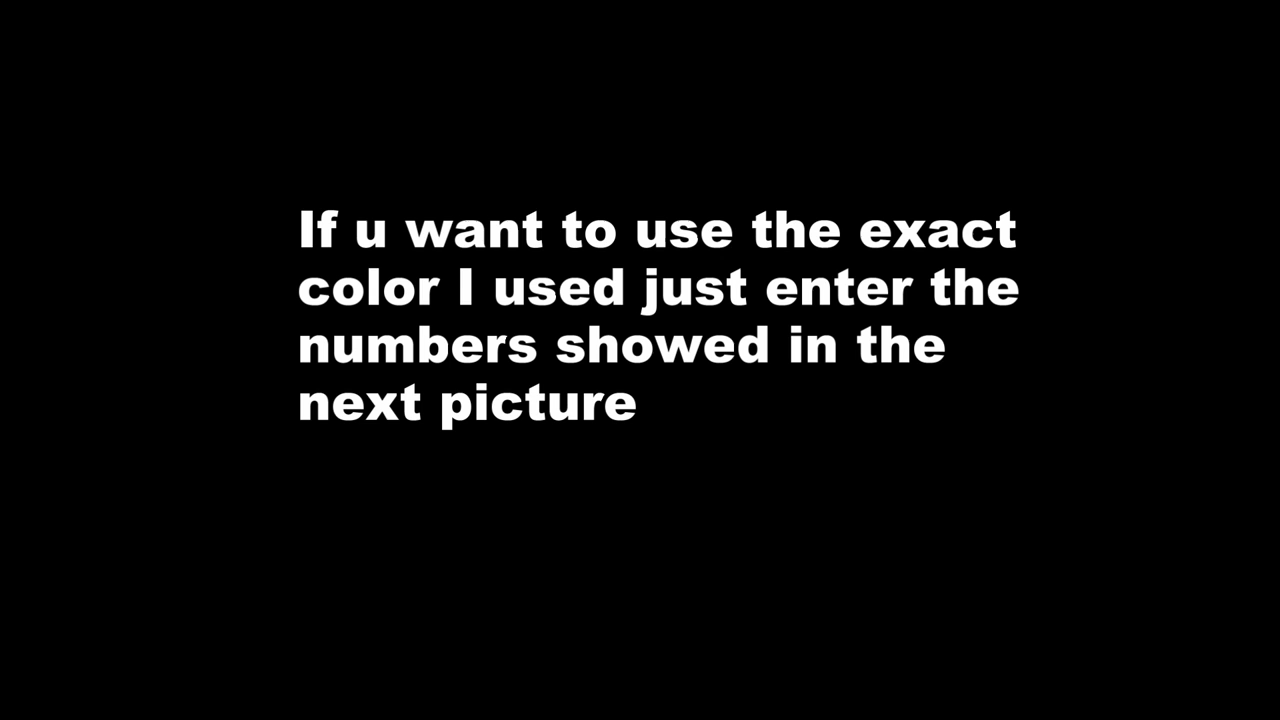 If u want to use the exact
color I used just enter the
numbers showed in the
next picture